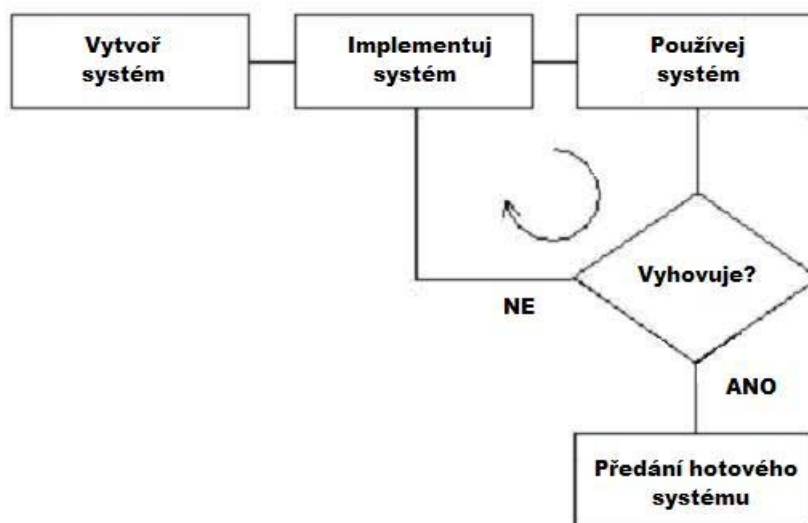 Vytvoř
systém
Implementuj
systém
Používej
systém
Vyhovuje?
NE
ANO
Předání hotového
systému